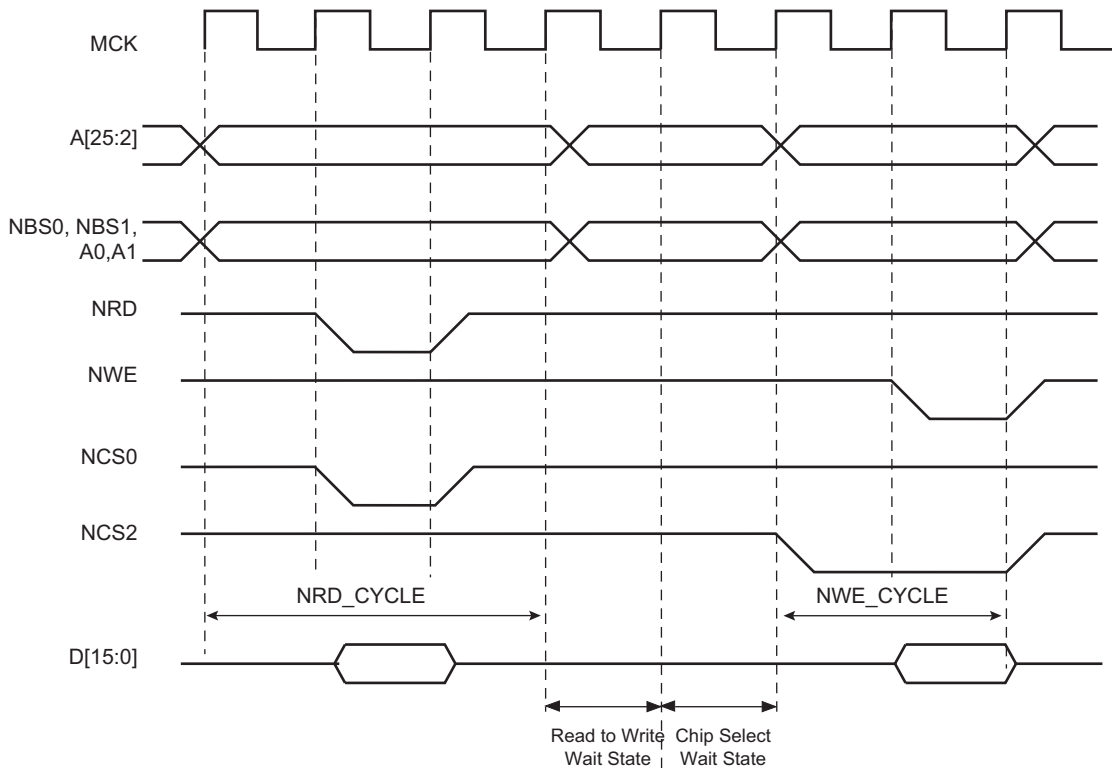 MCK
A[25:2]
NBS0, NBS1,
A0,A1
NRD
NWE
NCS0
NCS2
NRD_CYCLE
NWE_CYCLE
D[15:0]
Read to Write
Wait State
Chip Select
Wait State